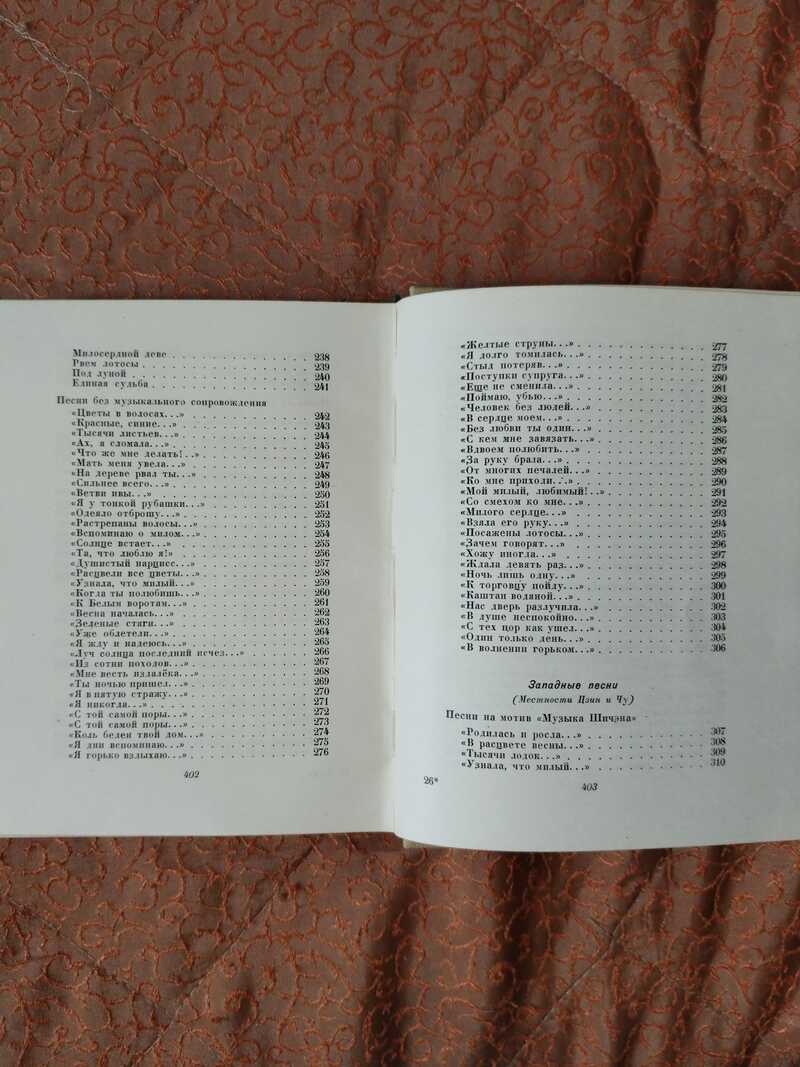 Милосердной деве . . . . . . . . . . . . . 238
Рвем лотосы . . . . . . . . . . . . . . . 239
Под луной . . . . . . . . . . . . . . . . 240
Единая судьба . . . . . . . . . . . . . . 241
Песни без музыкального сопровождения
«Цветы в волосах...» . . . . . . . . . . . 242
«Красные, синие...» . . . . . . . . . . . 243
«Тысячи листьев...» . . . . . . . . . . . 244
«Ах, я сломала...» . . . . . . . . . . . . 245
«Что же мне делать!..» . . . . . . . . . . 246
«Мать меня увела...» . . . . . . . . . . . 247
«На дереве рвал ты...» . . . . . . . . . . 248
«Сильнее всего...» . . . . . . . . . . . . 249
«Ветви ивы...» . . . . . . . . . . . . . . 250
«Я у тонкой рубашки...» . . . . . . . . . 251
«Одеяло отброшу...» . . . . . . . . . . . 252
«Растрепаны волосы...» . . . . . . . . . . 253
«Вспоминаю о милом...» . . . . . . . . . . 254
«Солнце встает...» . . . . . . . . . . . . 255
«Та, что люблю я!» . . . . . . . . . . . . 256
«Душистый нарцисс...» . . . . . . . . . . 257
«Расцвели все цветы...» . . . . . . . . . 258
«Узнала, что милый...» . . . . . . . . . . 259
«Когда ты полюбишь...» . . . . . . . . . . 260
«К Белым воротам...» . . . . . . . . . . . 261
«Весна началась...» . . . . . . . . . . . 262
«Зеленые стяги...» . . . . . . . . . . . . 263
«Уже облетели...» . . . . . . . . . . . . 264
«Я жду и надеюсь...» . . . . . . . . . . . 265
«Луч солнца последний исчез...» . . . . . 266
«Из сотни походов...» . . . . . . . . . . 267
«Мне весть издалёка...» . . . . . . . . . 268
«Ты ночью пришел...» . . . . . . . . . . . 269
«Я в пятую стражу...» . . . . . . . . . . 270
«Я никогда...» . . . . . . . . . . . . . . 271
«С той самой поры...» . . . . . . . . . . 272
«С той самой поры...» . . . . . . . . . . 273
«Коль беден твой дом...» . . . . . . . . . 274
«Я дни вспоминаю...» . . . . . . . . . . . 275
«Я горько вздыхаю...» . . . . . . . . . . 276
402
«Желтые струны...» . . . . . . . . . . . . 277
«Я долго томилась...» . . . . . . . . . . 278
«Стыд потеряв...» . . . . . . . . . . . . 279
«Поступки супруга...» . . . . . . . . . . 280
«Еще не сменила...» . . . . . . . . . . . 281
«Поймаю, убью...» . . . . . . . . . . . . 282
«Человек без людей...» . . . . . . . . . . 283
«В сердце моем...» . . . . . . . . . . . . 284
«Без любви ты один...» . . . . . . . . . . 285
«С кем мне завязать...» . . . . . . . . . 286
«Вдвоем полюбить...» . . . . . . . . . . . 287
«За руку брала...» . . . . . . . . . . . . 288
«От многих печалей...» . . . . . . . . . . 289
«Ко мне приходи...» . . . . . . . . . . . 290
«Мой милый, любимый!..» . . . . . . . . . 291
«Со смехом ко мне...» . . . . . . . . . . 292
«Милого сердце...» . . . . . . . . . . . . 293
«Взяла его руку...» . . . . . . . . . . . 294
«Посажены лотосы...» . . . . . . . . . . . 295
«Зачем говорят...» . . . . . . . . . . . . 296
«Хожу иногда...» . . . . . . . . . . . . . 297
«Ждала девять раз...» . . . . . . . . . . 298
«Ночь лишь одну...» . . . . . . . . . . . 299
«К торговцу пойду...» . . . . . . . . . . 300
«Каштан водяной...» . . . . . . . . . . . 301
«Нас дверь разлучила...» . . . . . . . . . 302
«В душе неспокойно...» . . . . . . . . . . 303
«С тех пор как ушел...» . . . . . . . . . 304
«Один только день...» . . . . . . . . . . 305
«В волнении горьком...» . . . . . . . . . 306
Западные песни
(Местности Цзин и Чу)
Песни на мотив «Музыка Шичэна»
«Родилась и росла...» . . . . . . . . . . 307
«В расцвете весны...» . . . . . . . . . . 308
«Тысячи лодок...» . . . . . . . . . . . . 309
«Узнала, что милый...» . . . . . . . . . . 310
26*
403